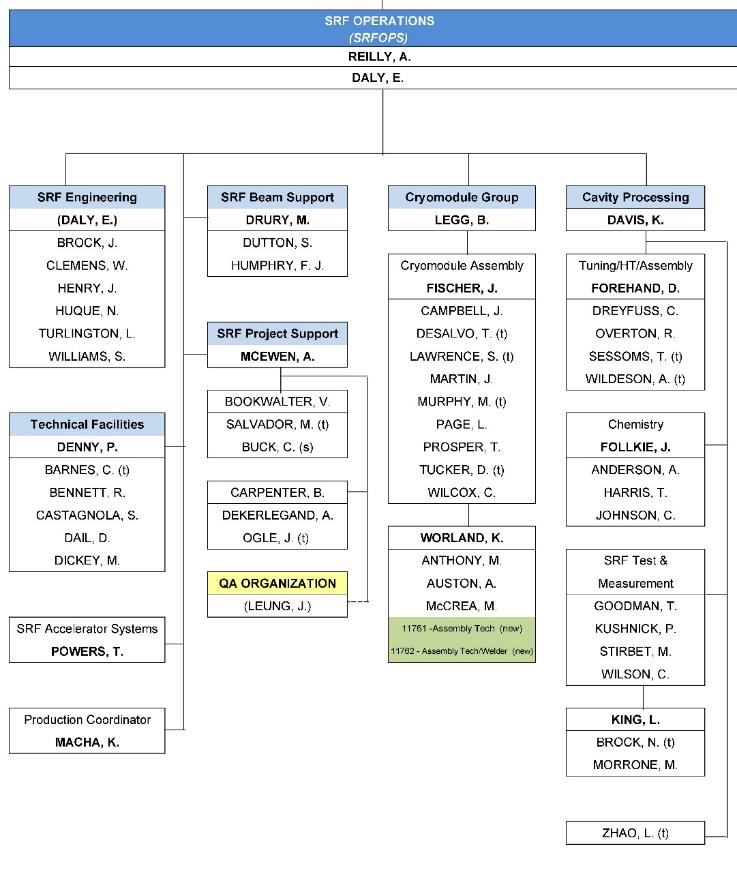 SRF OPERATIONS
(SRFOPS)
REILLY, A.
DALY, E.
SRF Engineering
(DALY, E.)
BROCK, J.
CLEMENS, W.
HENRY, J.
HUQUE, N.
TURLINGTON, L.
WILLIAMS, S.
Technical Facilities
DENNY, P.
BARNES, C. (t)
BENNETT, R.
CASTAGNOLA, S.
DAIL, D.
DICKEY, M.
SRF Accelerator Systems
POWERS, T.
Production Coordinator
MACHA, K.
SRF Beam Support
DRURY, M.
DUTTON, S.
HUMPHRY, F. J.
SRF Project Support
MCEWEN, A.
BOOKWALTER, V.
SALVADOR, M. (t)
BUCK, C. (s)
CARPENTER, B.
DEKERLEGAND, A.
OGLE, J. (t)
QA ORGANIZATION
(LEUNG, J.)
Cryomodule Group
LEGG, B.
Cryomodule Assembly
FISCHER, J.
CAMPBELL, J.
DESALVO, T. (t)
LAWRENCE, S. (t)
MARTIN, J.
MURPHY, M. (t)
PAGE, L.
PROSPER, T.
TUCKER, D. (t)
WILCOX, C.
WORLAND, K.
ANTHONY, M.
AUSTON, A.
McCREA, M.
11761 -Assembly Tech (new)
11762 - Assembly Tech/Welder (new)
Cavity Processing
DAVIS, K.
Tuning/HT/Assembly
FOREHAND, D.
DREYFUSS, C.
OVERTON, R.
SESSOMS, T. (t)
WILDESON, A. (t)
Chemistry
FOLLKIE, J.
ANDERSON, A.
HARRIS, T.
JOHNSON, C.
SRF Test &
Measurement
GOODMAN, T.
KUSHNICK, P.
STIRBET, M.
WILSON, C.
KING, L.
BROCK, N. (t)
MORRONE, M.
ZHAO, L. (t)